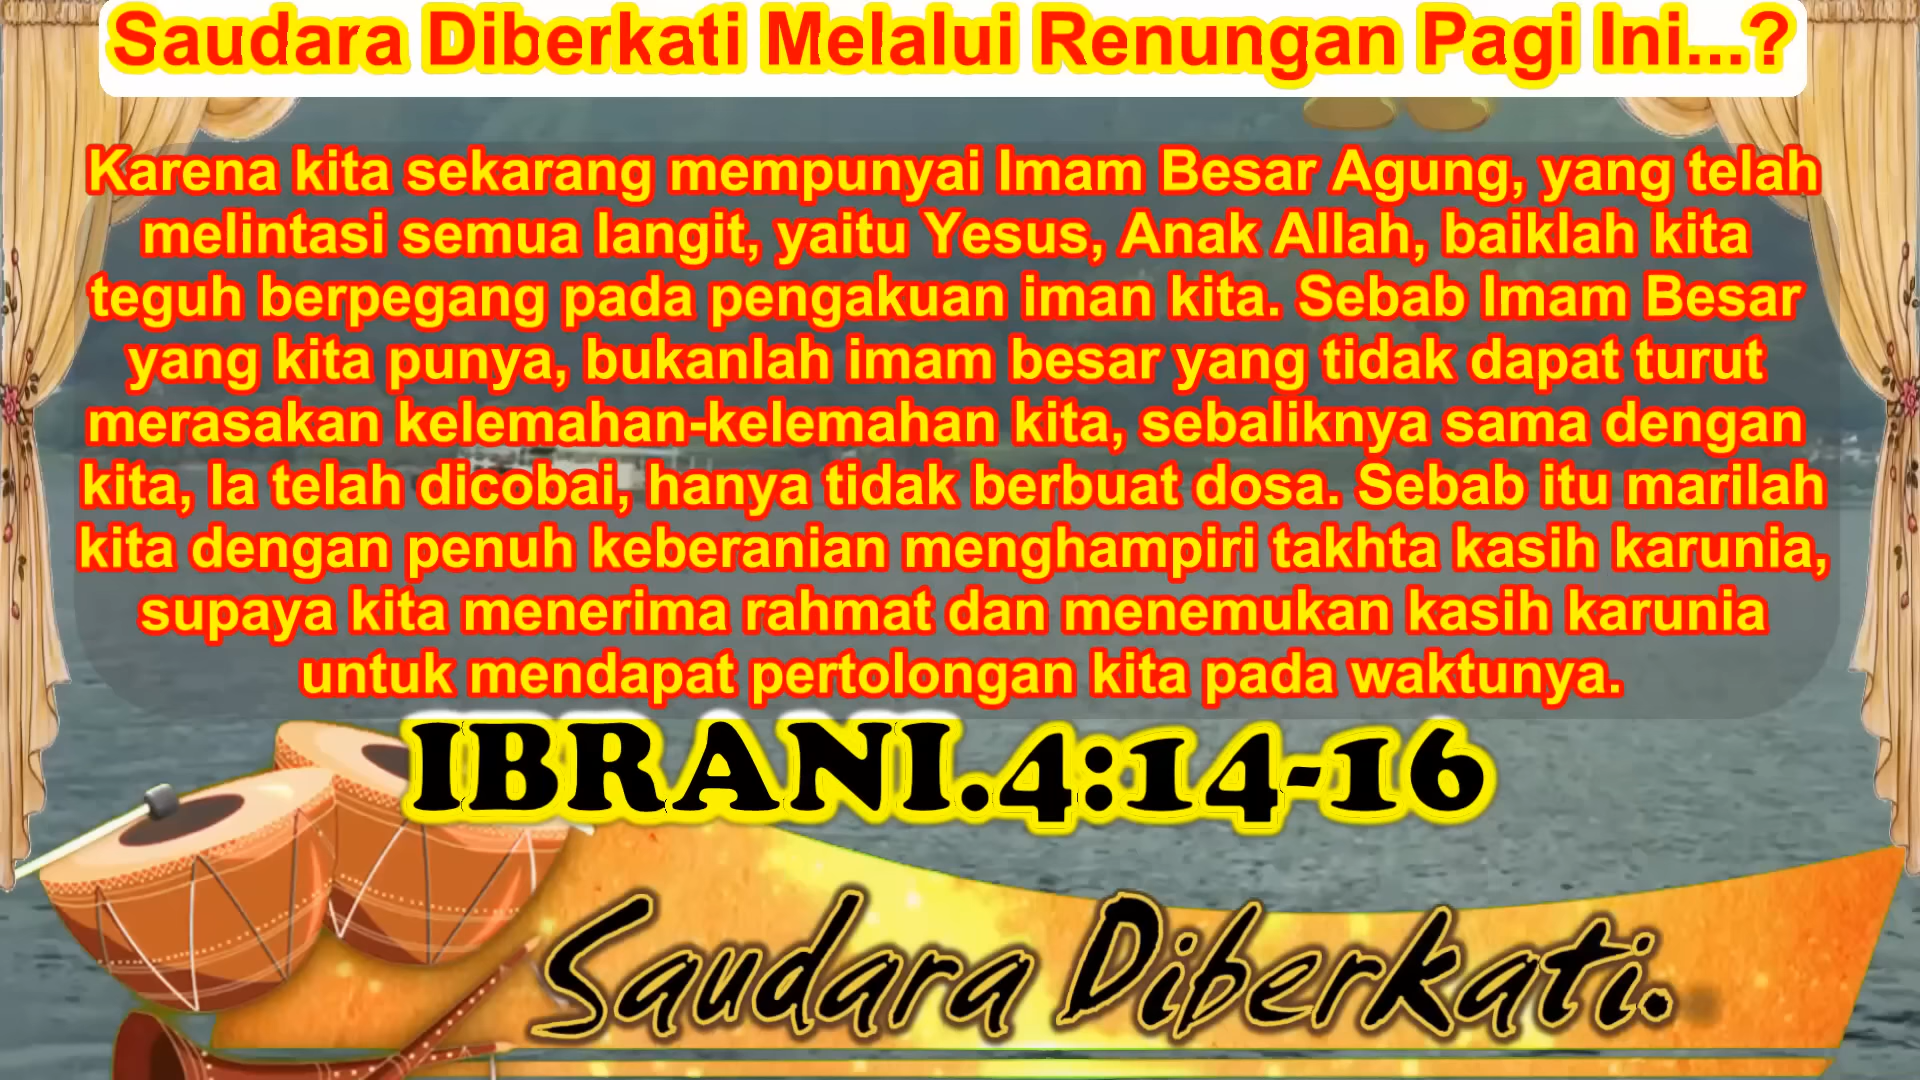 Saudara Diberkati Melalui Renungan Pagi Ini...?
Karena kita sekarang mempunyai Imam Besar Agung, yang telah
melintasi semua langit, yaitu Yesus, Anak Allah, baiklah kita
teguh berpegang pada pengakuan iman kita. Sebab Imam Besar
yang kita punya, bukanlah imam besar yang tidak dapat turut
merasakan kelemahan-kelemahan kita, sebaliknya sama dengan
kita, Ia telah dicobai, hanya tidak berbuat dosa. Sebab itu marilah
kita dengan penuh keberanian menghampiri takhta kasih karunia,
supaya kita menerima rahmat dan menemukan kasih karunia
untuk mendapat pertolongan kita pada waktunya.
IBRANI.4:14-16
Saudara Diberkati.